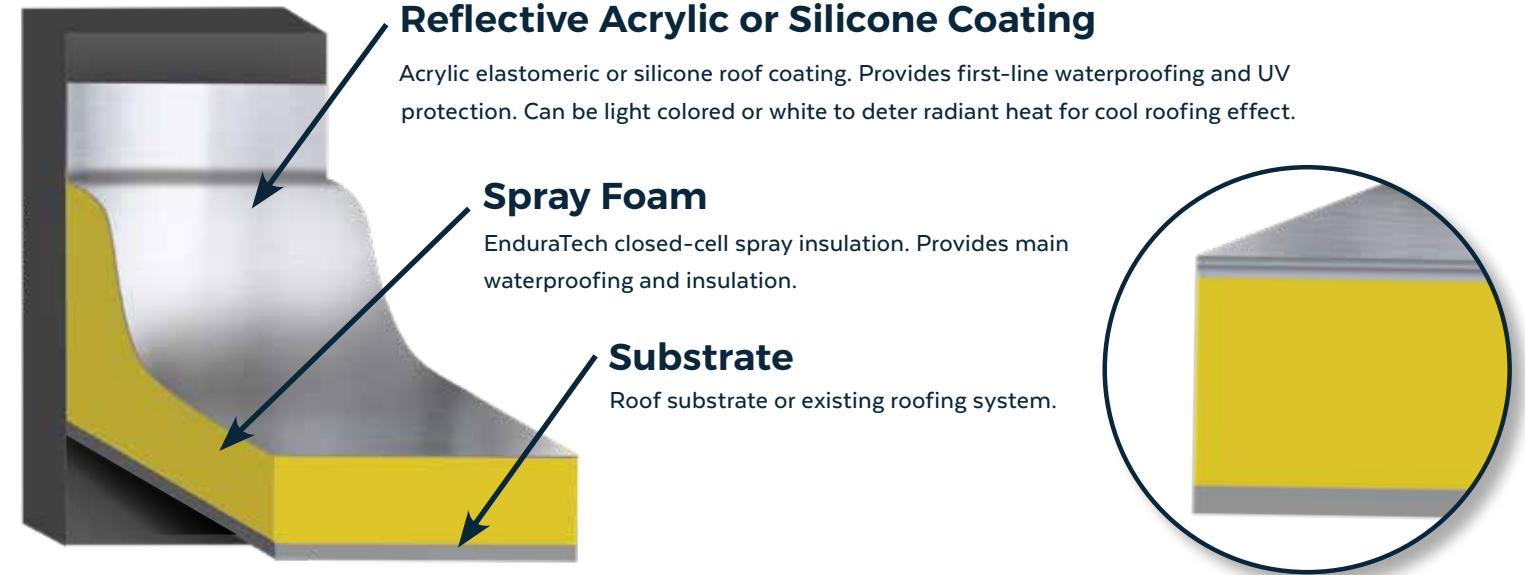 Reflective Acrylic or Silicone Coating
Acrylic elastomeric or silicone roof coating. Provides first-line waterproofing and UV
protection. Can be light colored or white to deter radiant heat for cool roofing effect.
Spray Foam
EnduraTech closed-cell spray insulation. Provides main
waterproofing and insulation.
Substrate
Roof substrate or existing roofing system.